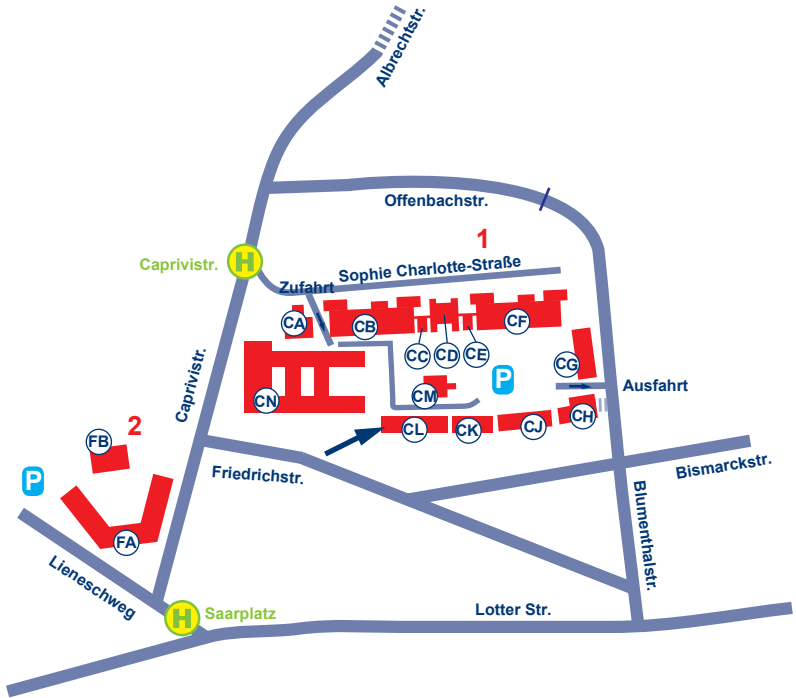 Albrechtstr.
Offenbachstr.
1
H
Caprivistr.
Sophie Charlotte-Straße
Zufahrt
CA
CB
CC
CD
CE
CF
CG
P
Ausfahrt
CM
CN
CL
CK
CJ
CH
Caprivistr.
2
FB
P
Friedrichstr.
Bismarckstr.
Blumenthalstr.
FA
Lieneschweg
H
Saarplatz
Lotter Str.